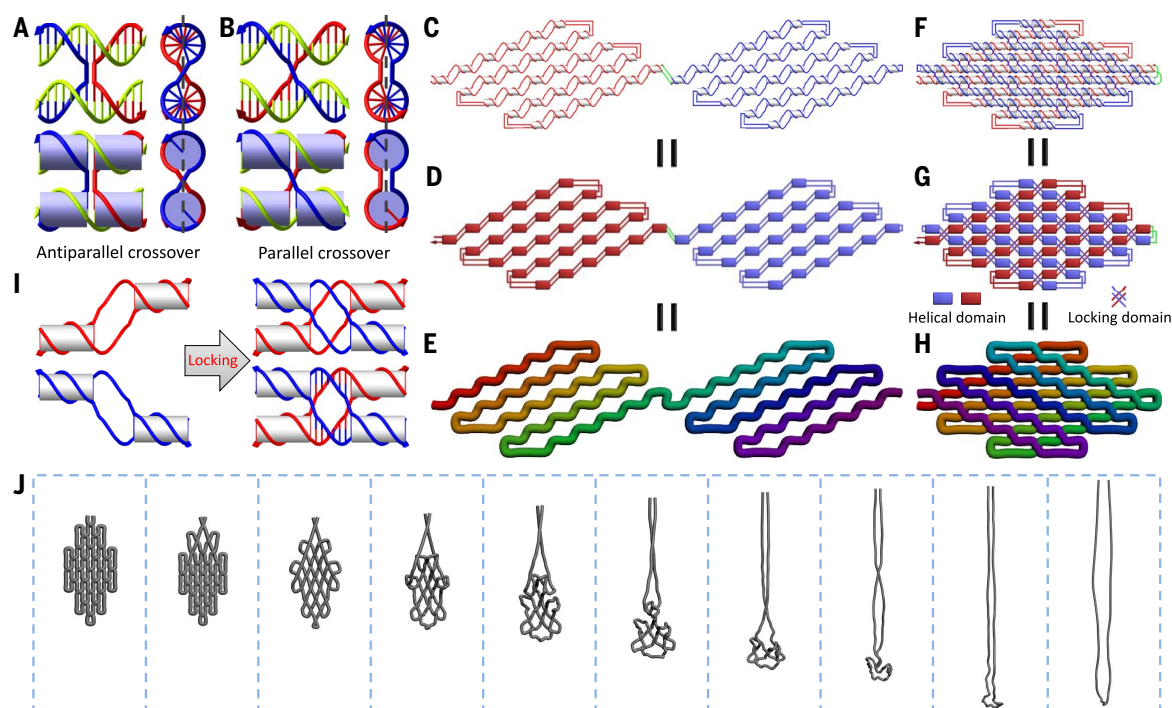 A
B
C
F
Antiparallel crossover
Parallel crossover
D
G
Helical domain
Locking domain
I
Locking
E
H
J